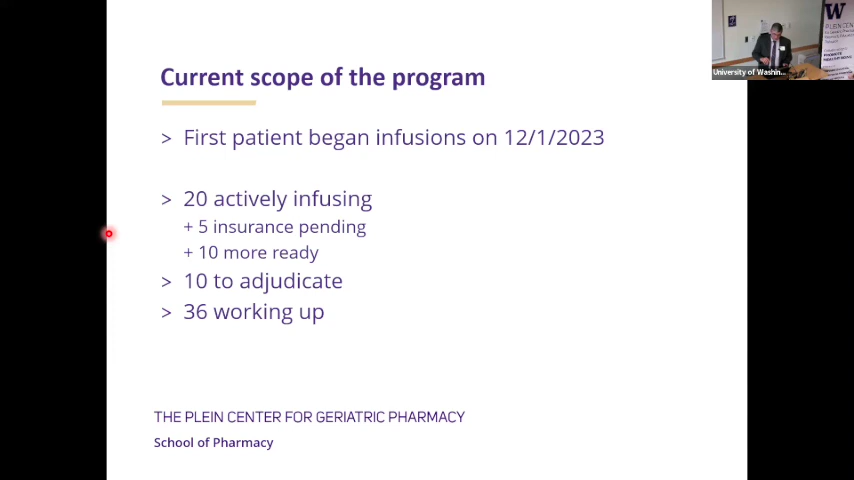 Current scope of the program
> First patient began infusions on 12/1/2023
> 20 actively infusing
+ 5 insurance pending
+ 10 more ready
> 10 to adjudicate
> 36 working up
THE PLEIN CENTER FOR GERIATRIC PHARMACY
School of Pharmacy
W
PLEIN CEN
University of Washin...